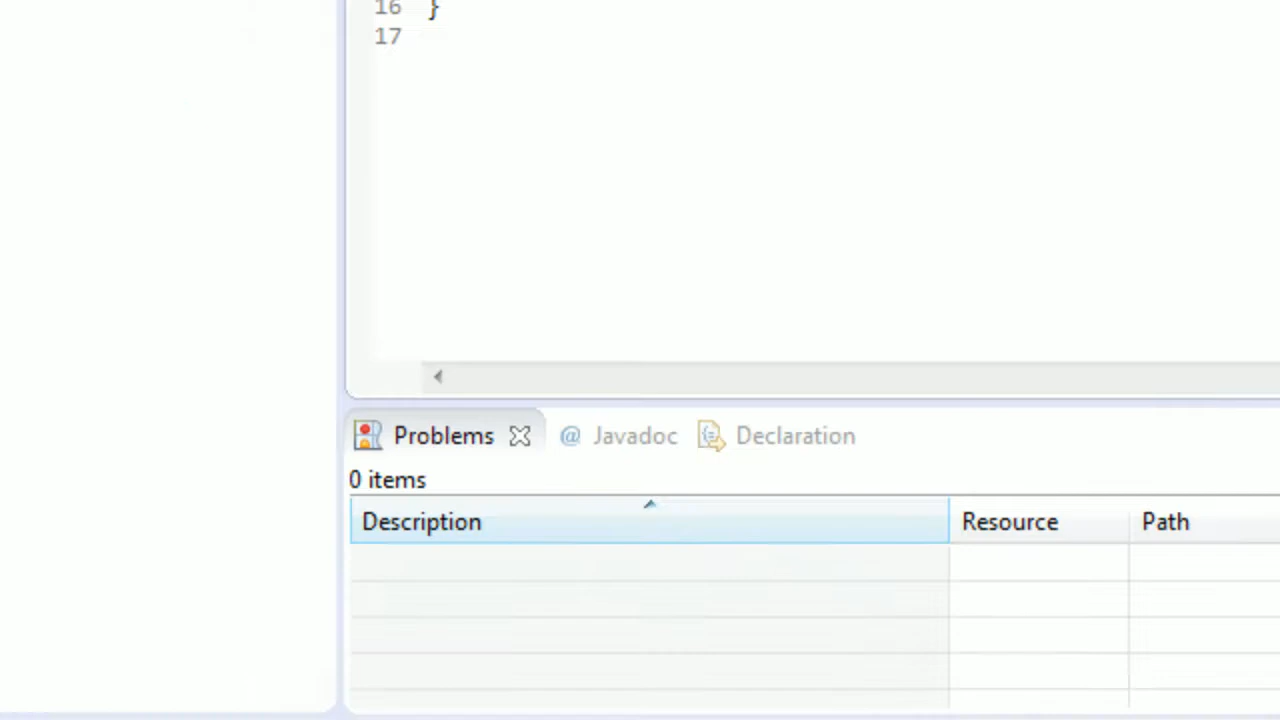 16 }
17
Problems @ Javadoc Declaration
0 items
Description Resource Path